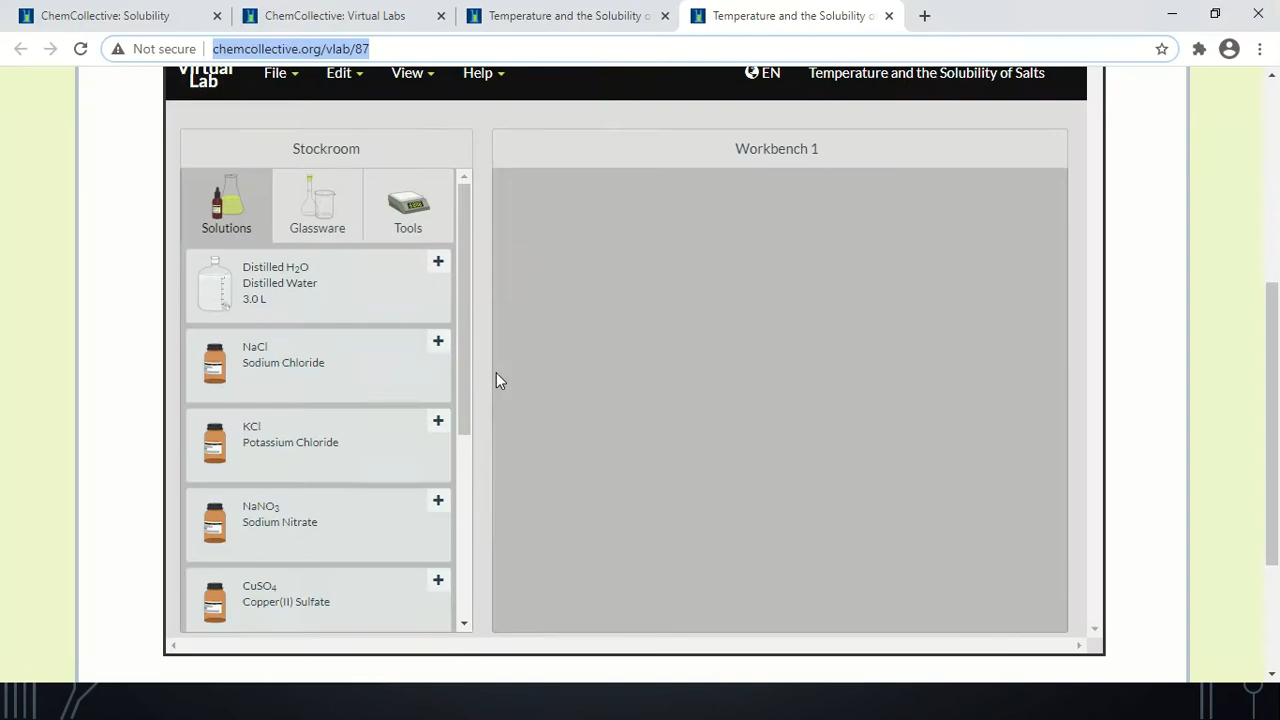 ChemCollective: Solubility
ChemCollective: Virtual Labs
Temperature and the Solubility o
Temperature and the Solubility o
Not secure
chemcollective.org/vlab/87
Virtual
Lab
File
Edit
View
Help
EN
Temperature and the Solubility of Salts
Stockroom
Workbench 1
Solutions
Glassware
Tools
Distilled H₂O
Distilled Water
3.0 L
NaCl
Sodium Chloride
KCl
Potassium Chloride
NaNO₃
Sodium Nitrate
CuSO₄
Copper(II) Sulfate